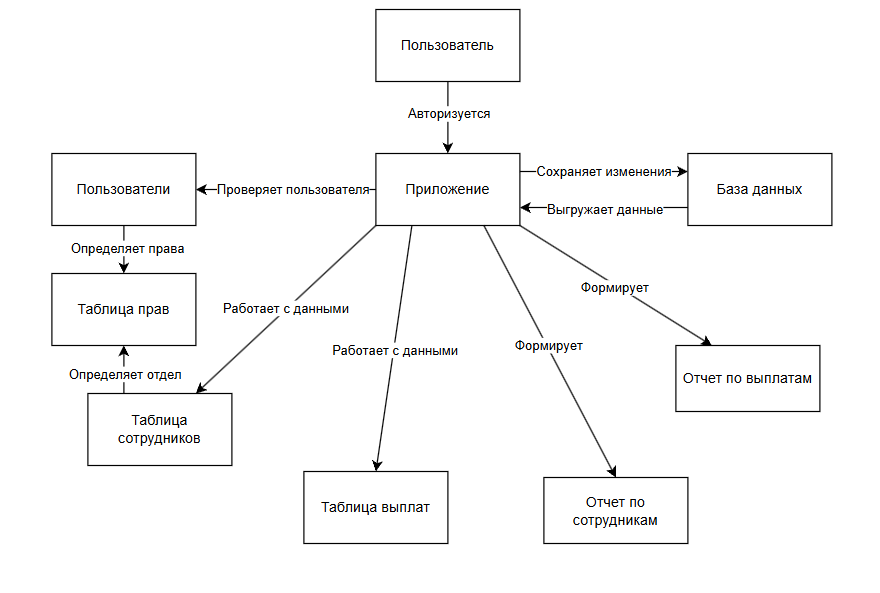 Пользователь
Авторизуется
Пользователи
Проверяет пользователя
Приложение
Сохраняет изменения
Выгружает данные
База данных
Определяет права
Таблица прав
Определяет отдел
Таблица
сотрудников
Работает с данными
Работает с данными
Формирует
Формирует
Отчет по выплатам
Таблица выплат
Отчет по
сотрудникам